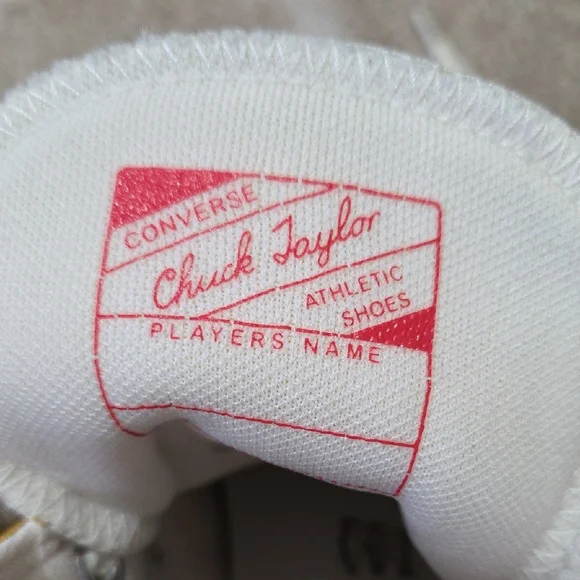 CONVERSE
Chuck Taylor
ATHLETIC
SHOES
PLAYERS NAME